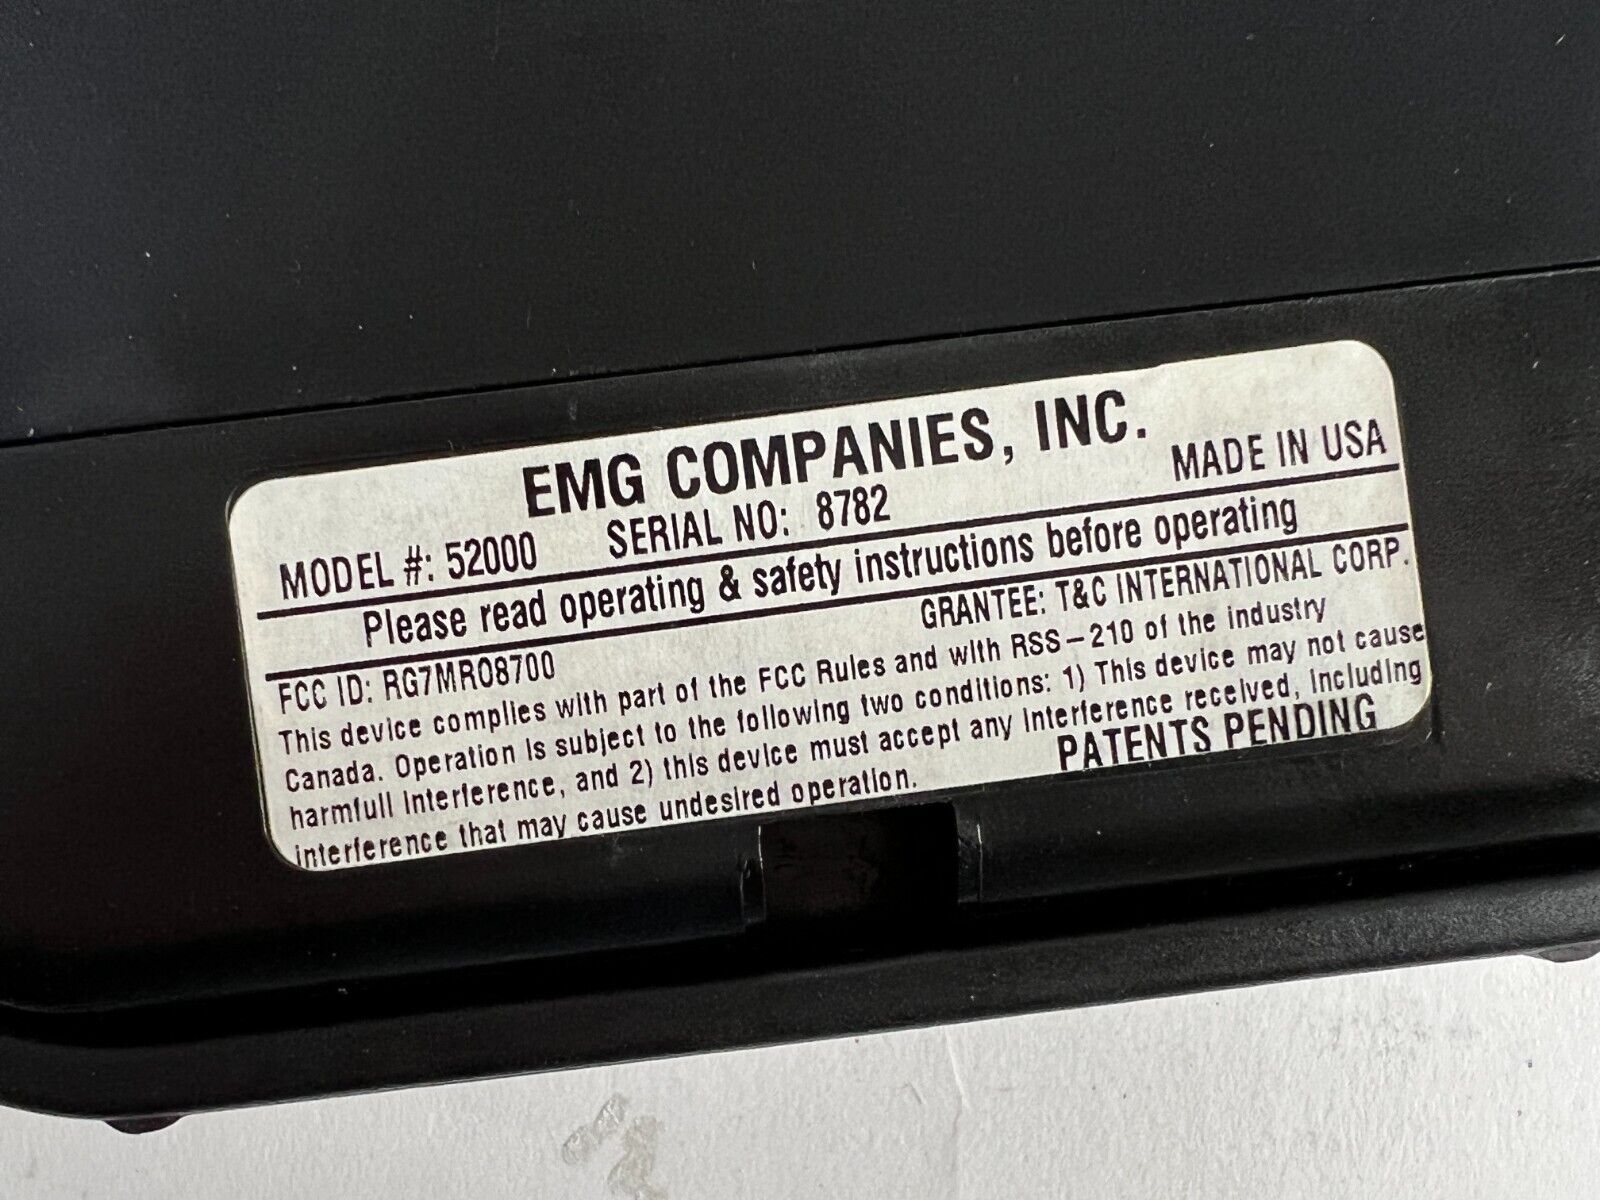 EMG COMPANIES, INC.
MODEL #: 52000 SERIAL NO: 8782 MADE IN USA
Please read operating & safety instructions before operating
FCC ID: RG7MRO8700 GRANTEE: T&C INTERNATIONAL CORP.
This device complies with part of the FCC Rules and with RSS-210 of the industry
Canada. Operation is subject to the following two conditions: 1) This device may not cause
harmfull interference, and 2) this device must accept any interference received, including
interference that may cause undesired operation. PATENTS PENDING